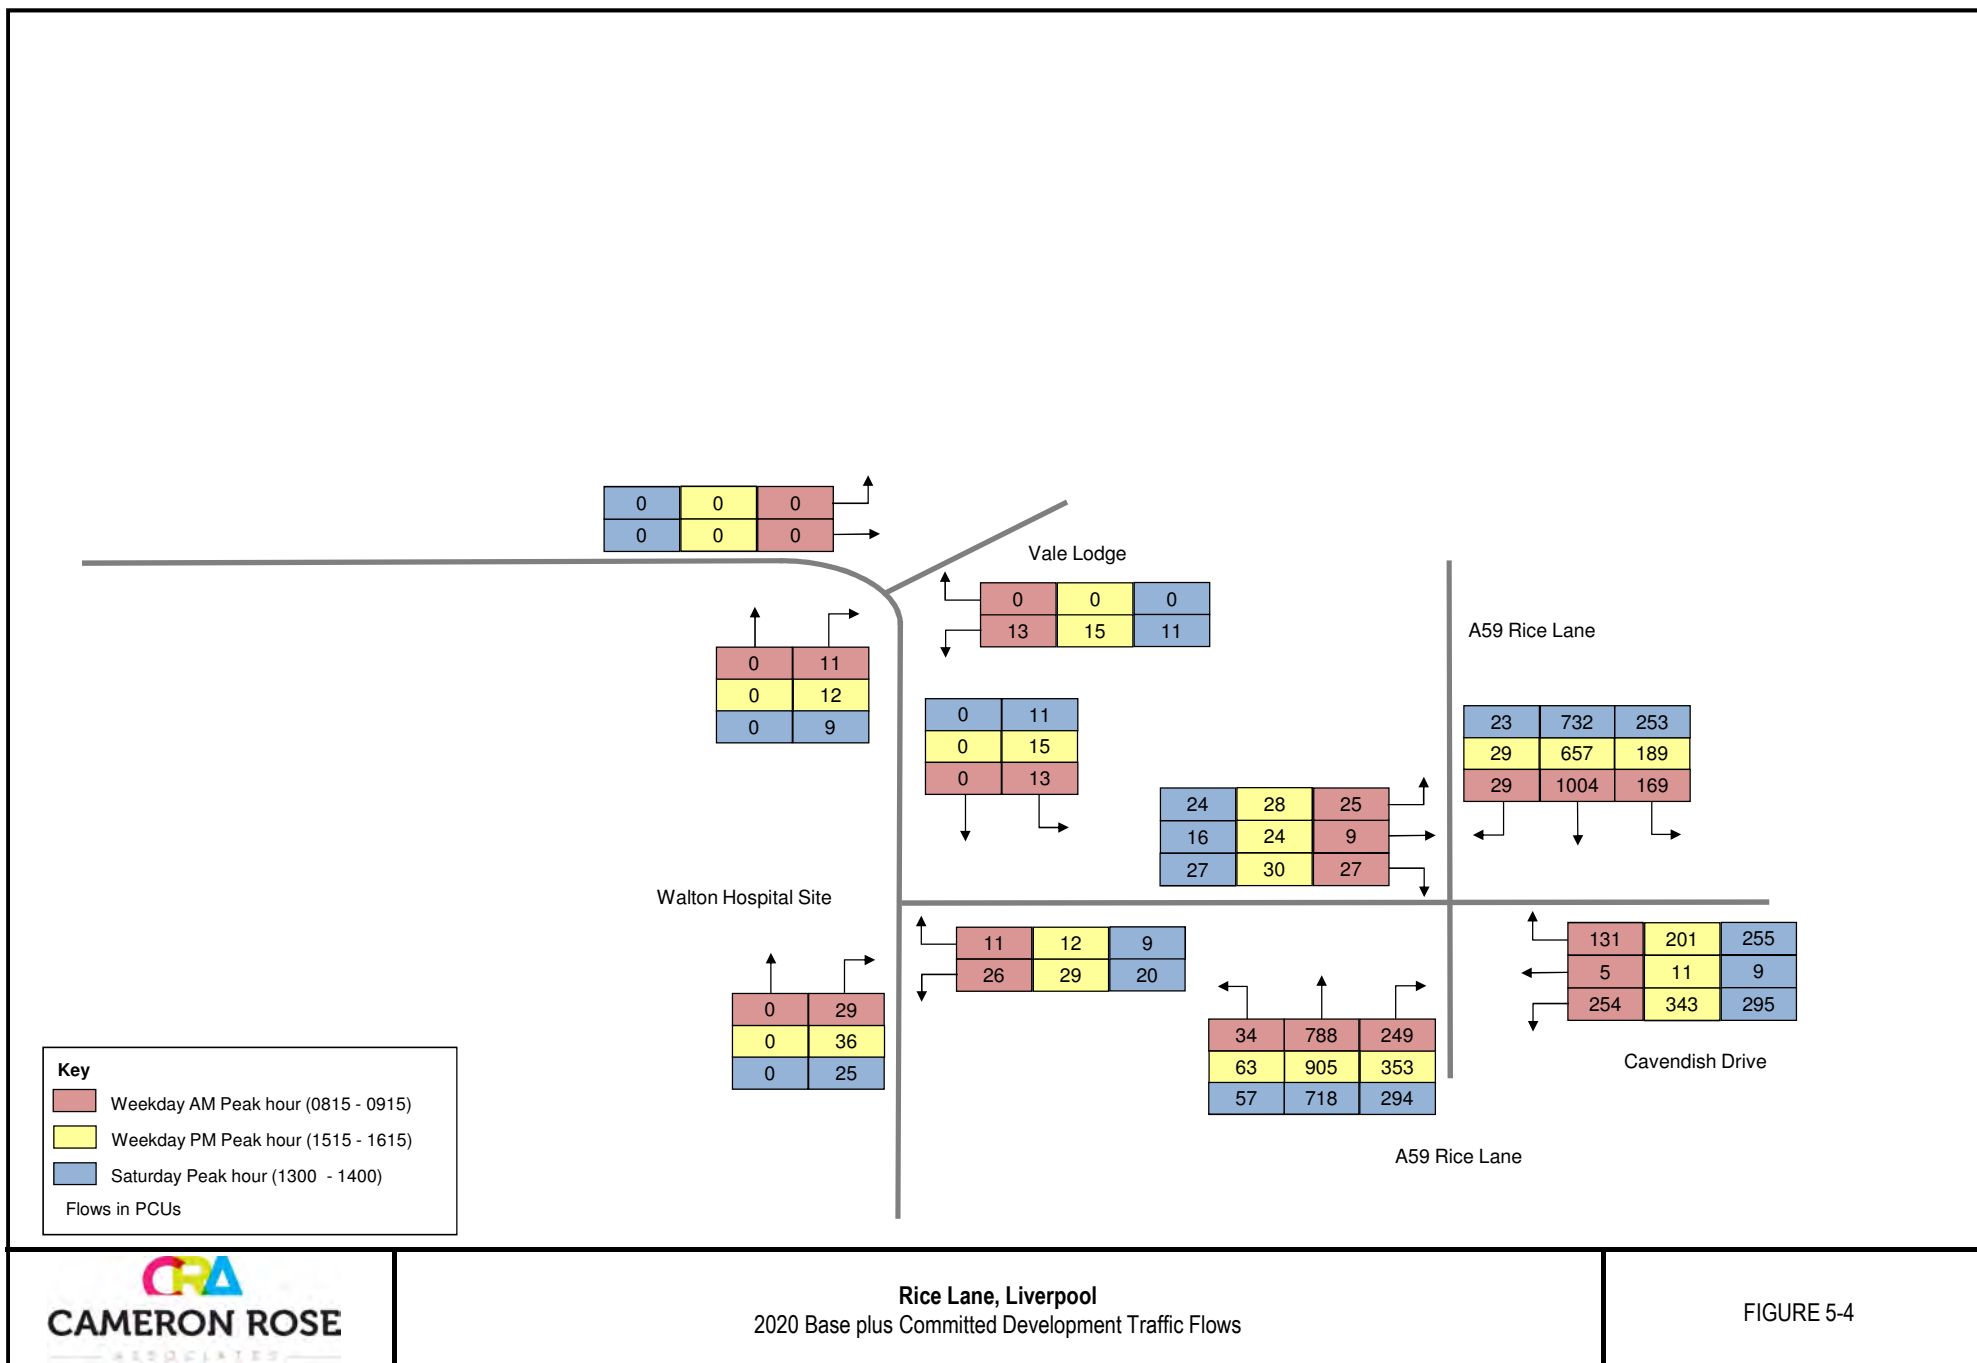 0 0 0
0 0 0
Vale Lodge
0 0 0
13 15 11
A59 Rice Lane
0 11
0 12
0 9
0 11
0 15
0 13
23 732 253
29 657 189
29 1004 169
24 28 25
16 24 9
27 30 27
Walton Hospital Site
11 12 9
26 29 20
131 201 255
5 11 9
254 343 295
0 29
0 36
0 25
34 788 249
63 905 353
57 718 294
Cavendish Drive
A59 Rice Lane
Key
Weekday AM Peak hour (0815 - 0915)
Weekday PM Peak hour (1515 - 1615)
Saturday Peak hour (1300 - 1400)
Flows in PCUs
CRA
CAMERON ROSE
ASSOCIATES
Rice Lane, Liverpool
2020 Base plus Committed Development Traffic Flows
FIGURE 5-4